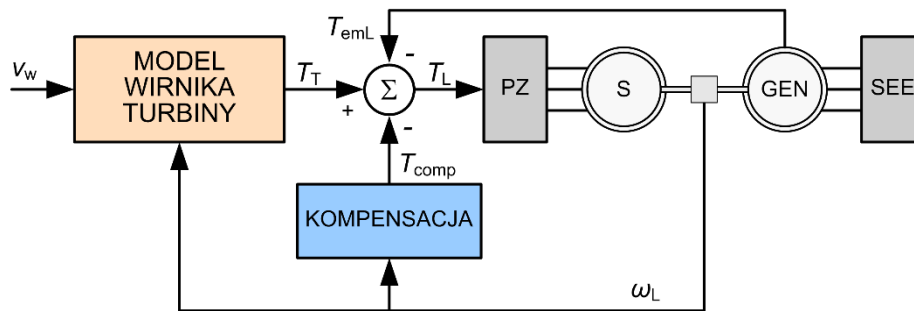 T_emL
MODEL
WIRNIKA
TURBINY
v_w
T_T
-
+
Σ
-
T_L
PZ
S
GEN
SEE
T_comp
KOMPENSACJA
ω_L